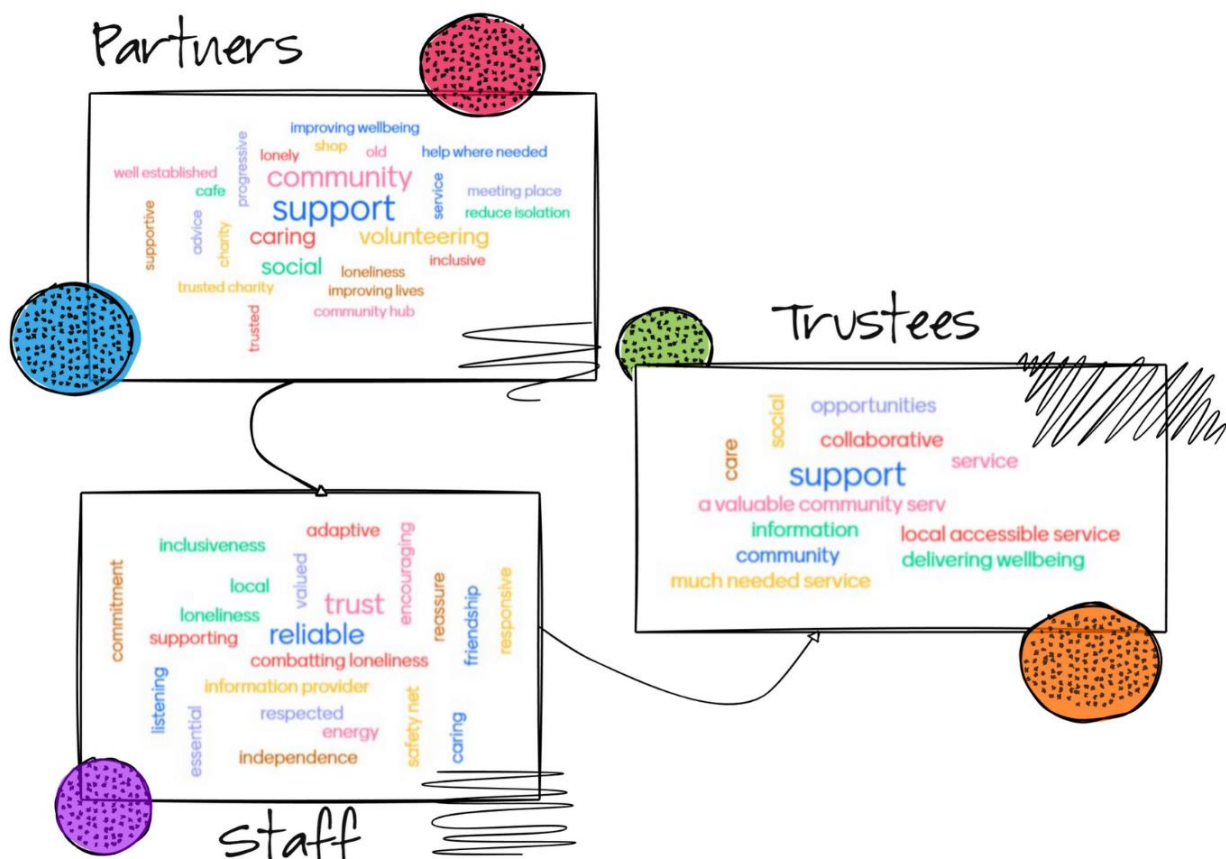 Partners
improving wellbeing
shop
old
lonely
progressive
help where needed
well established
community
cafe
service
meeting place
support
reduce isolation
supportive
advice
charity
caring
volunteering
inclusive
social
loneliness
trusted charity
improving lives
community hub
trusted
Trustees
social
opportunities
care
collaborative
support
service
a valuable community serv
information
local accessible service
community
delivering wellbeing
much needed service
adaptive
inclusiveness
encouraging
commitment
valued
local
trust
reassure
friendship
responsive
loneliness
supporting
reliable
combatting loneliness
listening
information provider
essential
respected
energy
safety net
caring
independence
Staff